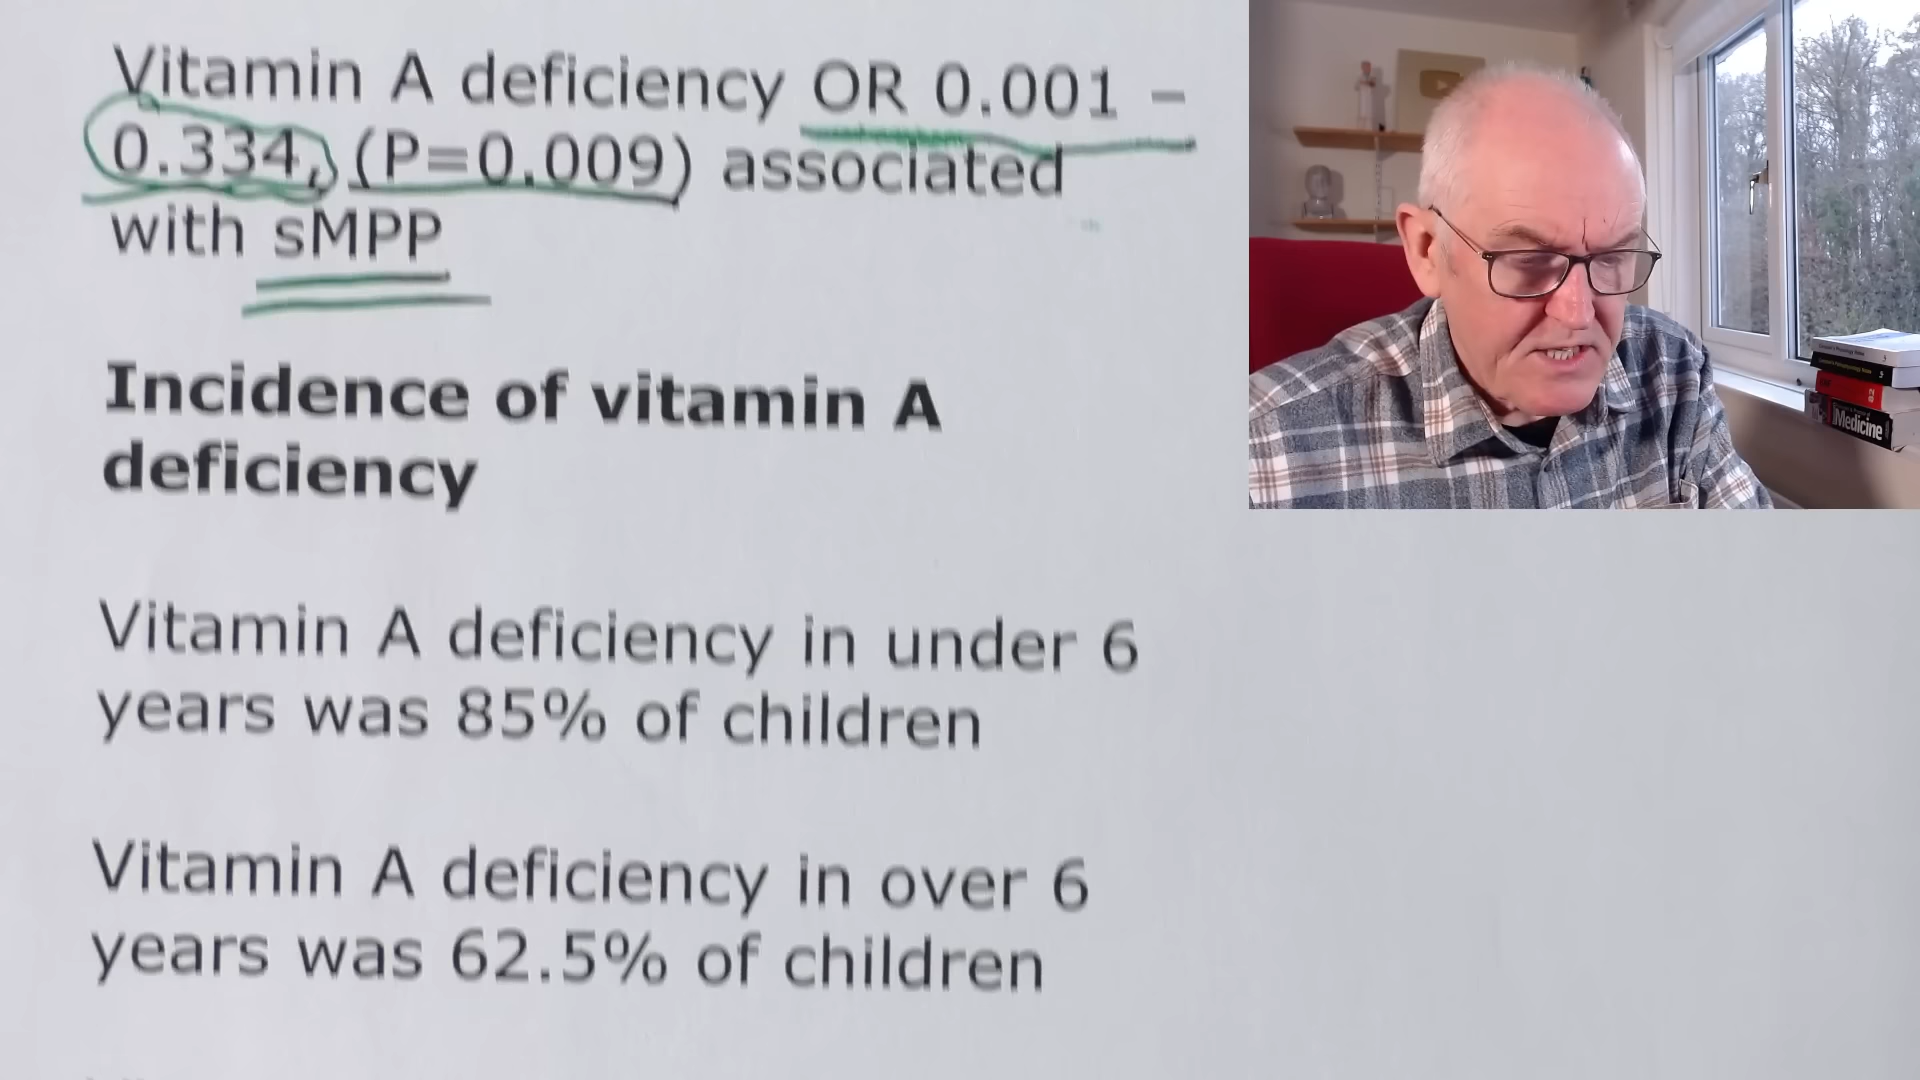 Vitamin A deficiency OR 0.001 –
0.334, (P=0.009) associated
with sMPP
Incidence of vitamin A
deficiency
Vitamin A deficiency in under 6
years was 85% of children
Vitamin A deficiency in over 6
years was 62.5% of children
Medicine